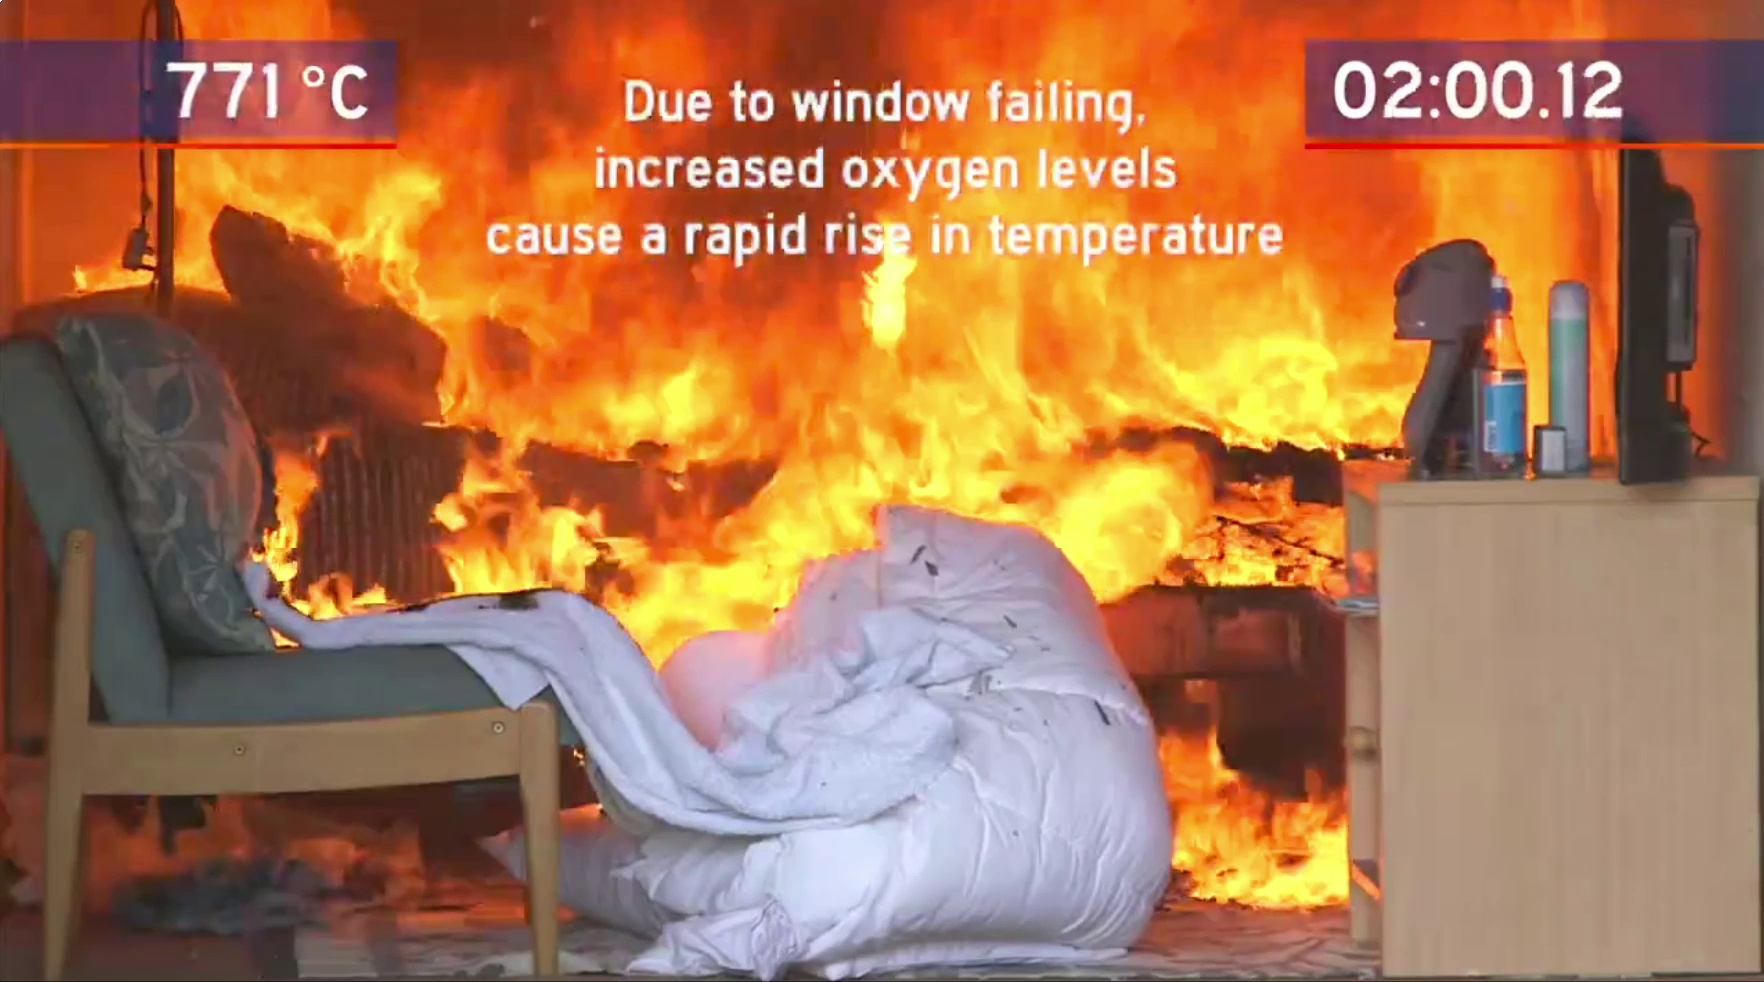 771 °C
02:00.12
Due to window failing,
increased oxygen levels
cause a rapid rise in temperature